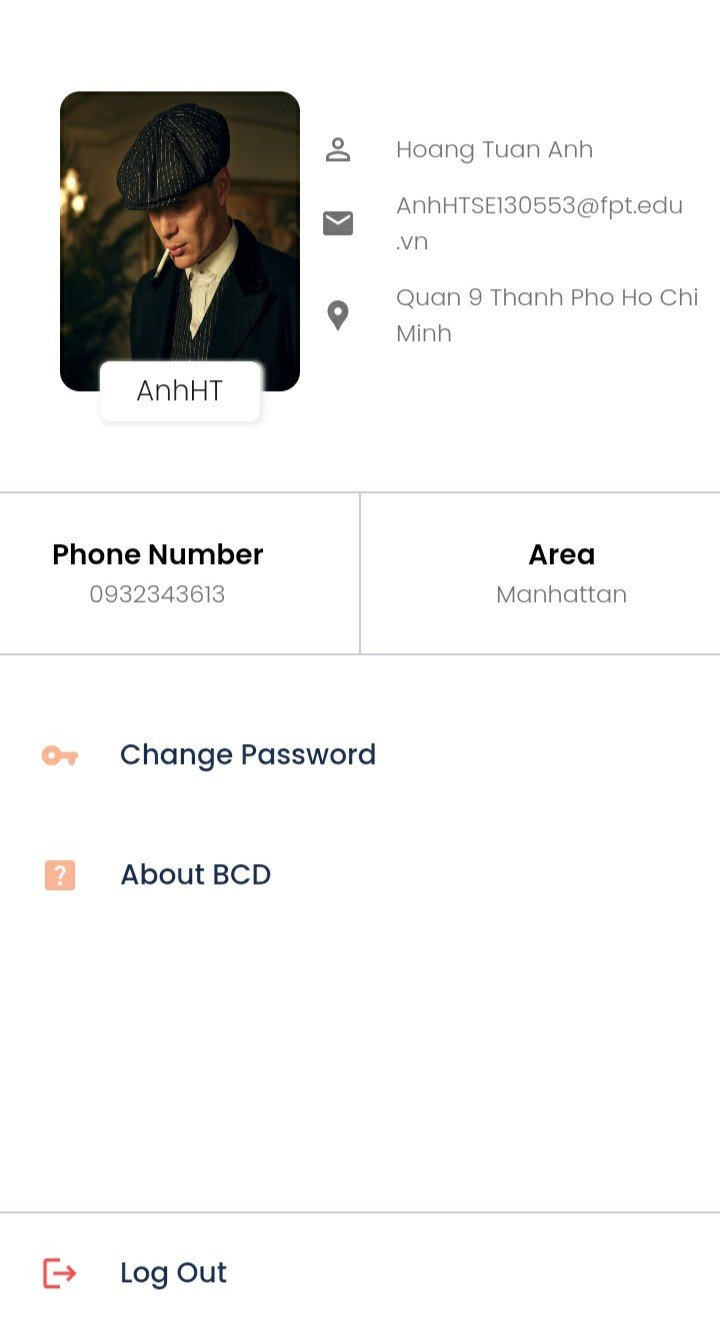 Hoang Tuan Anh
AnhHTSE130553@fpt.edu
.vn
Quan 9 Thanh Pho Ho Chi
Minh
AnhHT
Phone Number
0932343613
Area
Manhattan
Change Password
?
About BCD
Log Out